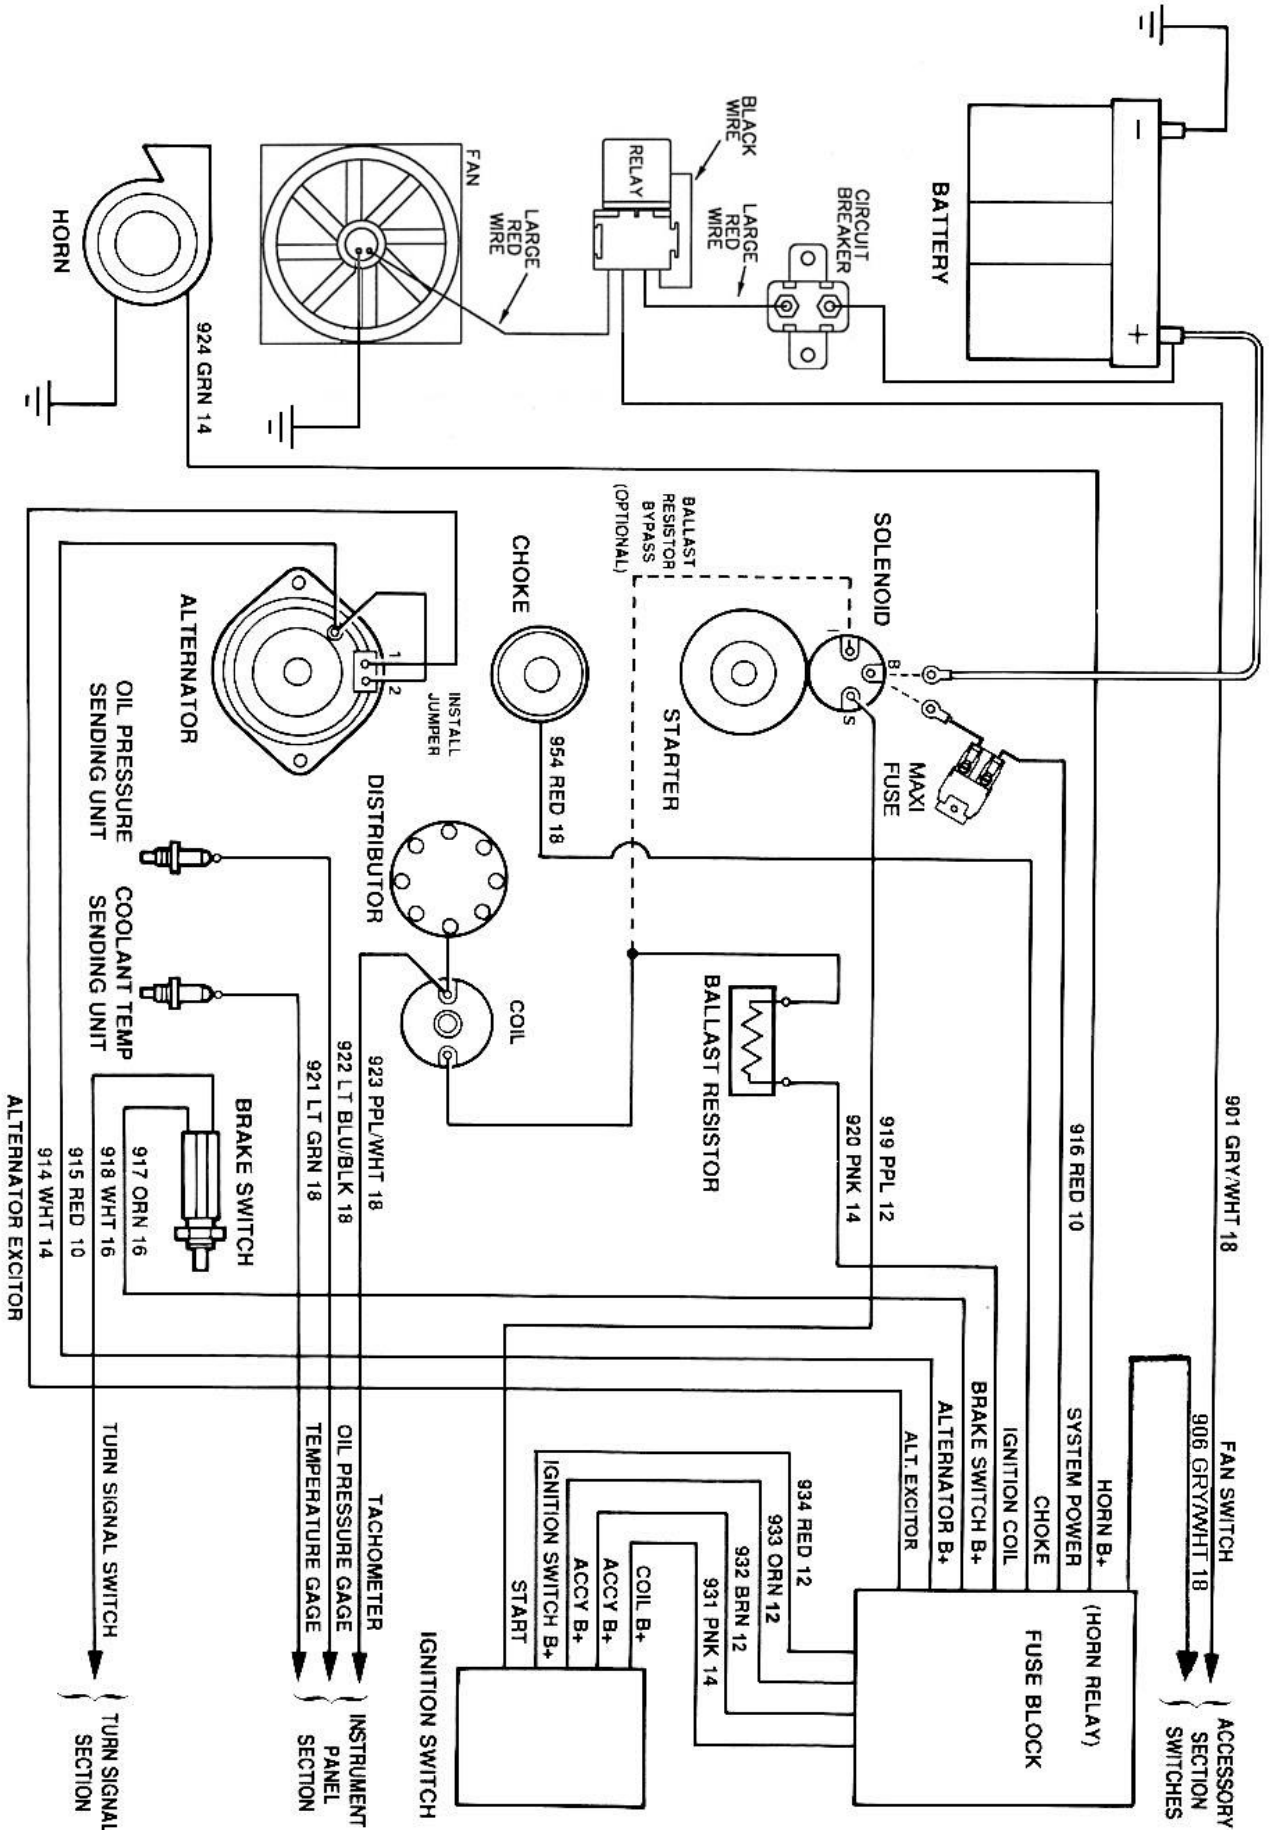 BATTERY
-
+
CIRCUIT
BREAKER
BLACK
WIRE
LARGE
RED
WIRE
RELAY
LARGE
RED
WIRE
FAN
HORN
924 GRN 14
SOLENOID
I
B
S
BALLAST
RESISTOR
BYPASS
(OPTIONAL)
STARTER
MAXI
FUSE
CHOKE
954 RED 18
ALTERNATOR
1
2
INSTALL
JUMPER
DISTRIBUTOR
COIL
BALLAST RESISTOR
OIL PRESSURE
SENDING UNIT
COOLANT TEMP
SENDING UNIT
BRAKE SWITCH
901 GRY/WHT 18
916 RED 10
919 PPL 12
920 PNK 14
923 PPL/WHT 18
922 LT BLU/BLK 18
921 LT GRN 18
917 ORN 16
918 WHT 16
915 RED 10
914 WHT 14
ALTERNATOR EXCITOR
FAN SWITCH
906 GRY/WHT 18
HORN B+
SYSTEM POWER
CHOKE
IGNITION COIL
BRAKE SWITCH B+
ALTERNATOR B+
ALT. EXCITOR
934 RED 12
933 ORN 12
932 BRN 12
931 PNK 14
COIL B+
ACCY B+
ACCY B+
IGNITION SWITCH B+
START
TACHOMETER
OIL PRESSURE GAGE
TEMPERATURE GAGE
TURN SIGNAL SWITCH
(HORN RELAY)
FUSE BLOCK
IGNITION SWITCH
ACCESSORY
SECTION
SWITCHES
INSTRUMENT
PANEL
SECTION
TURN SIGNAL
SECTION